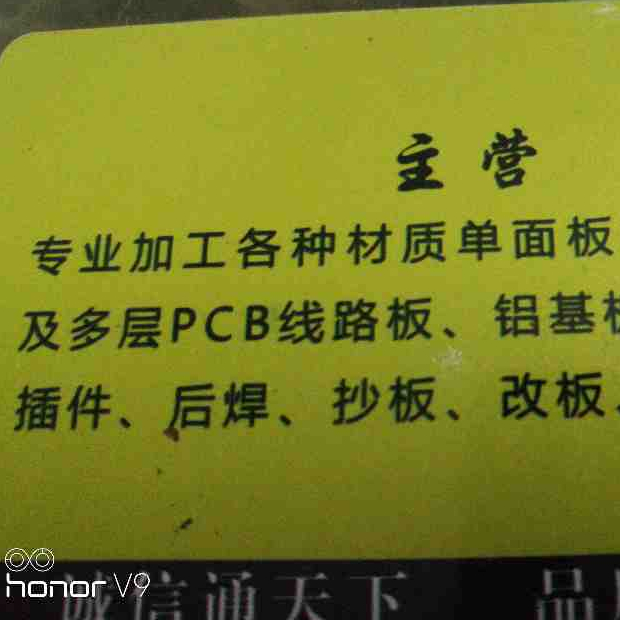 主营
专业加工各种材质单面板
及多层PCB线路板、铝基板
插件、后焊、抄板、改板、
诚信通天下 品
honor V9